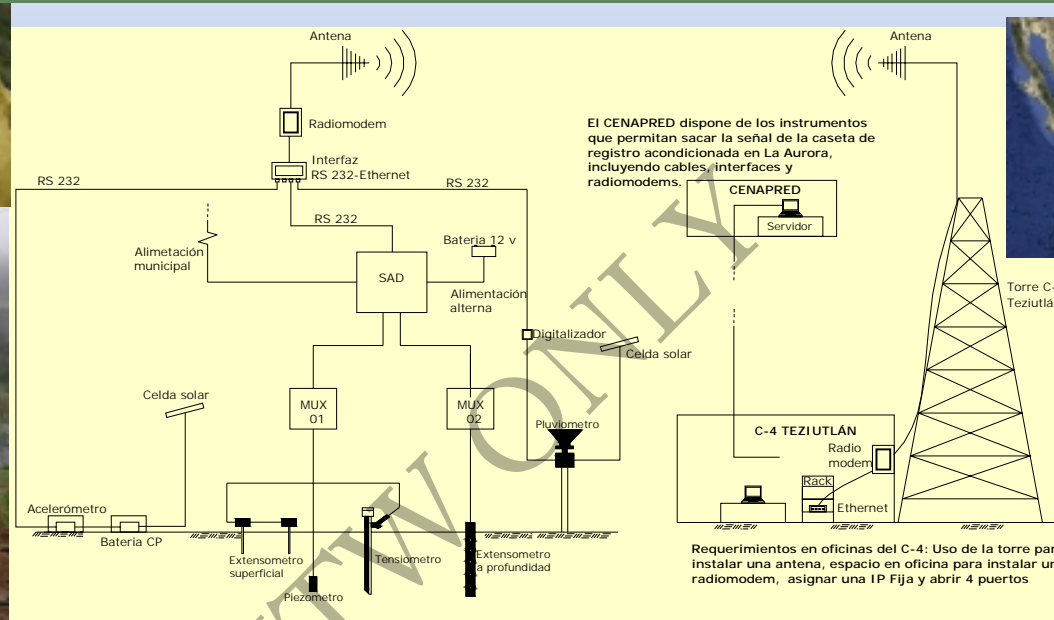 Antena
Antena
Radiomodem
Interfaz
RS 232-Ethernet
RS 232
RS 232
RS 232
El CENAPRED dispone de los instrumentos
que permitan sacar la señal de la caseta de
registro acondicionada en La Aurora,
incluyendo cables, interfaces y
radiomodems.
CENAPRED
Servidor
Alimetación
municipal
Bateria 12 v
SAD
Alimentación
alterna
Digitalizador
Celda solar
Torre C-
Teziutlá
Celda solar
MUX
01
MUX
02
Pluviometro
C-4 TEZIUTLÁN
Radio
modem
Rack
Ethernet
Acelerómetro
Bateria CP
Extensometro
superficial
Tensiometro
Extensometro
a profundidad
Piezometro
Requerimientos en oficinas del C-4: Uso de la torre par
instalar una antena, espacio en oficina para instalar un
radiomodem, asignar una IP Fija y abrir 4 puertos
TW ONLY